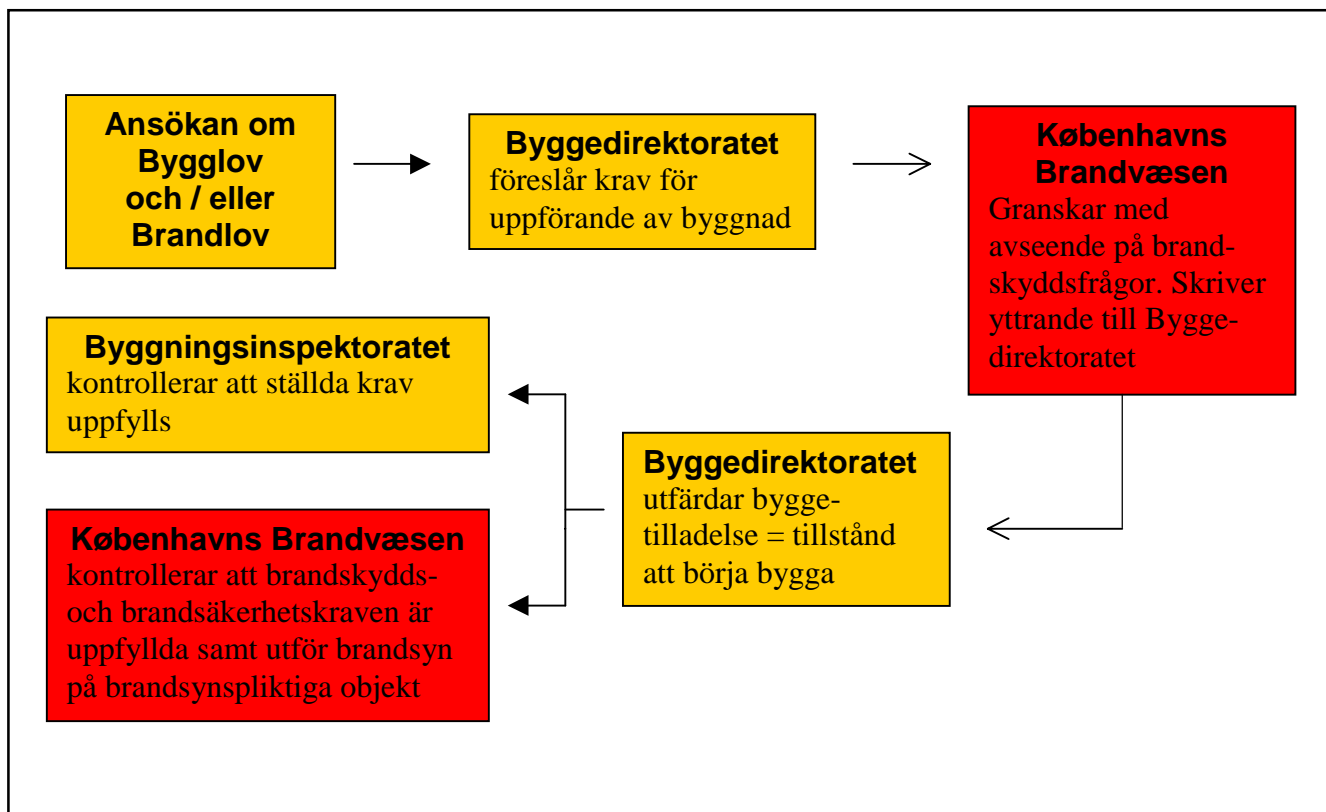 Ansökan om
Bygglov
och / eller
Brandlov
Byggedirektoratet
föreslår krav för
uppförande av byggnad
Københavns
Brandvæsen
Granskar med
avseende på brand-
skyddsfrågor. Skriver
yttrande till Bygge-
direktoratet
Byggedirektoratet
utfärdar bygge-
tilladelse = tillstånd
att börja bygga
Byggningsinspektoratet
kontrollerar att ställda krav
uppfylls
Københavns Brandvæsen
kontrollerar att brandskydds-
och brandsäkerhetskraven är
uppfyllda samt utför brandsyn
på brandsynspliktiga objekt